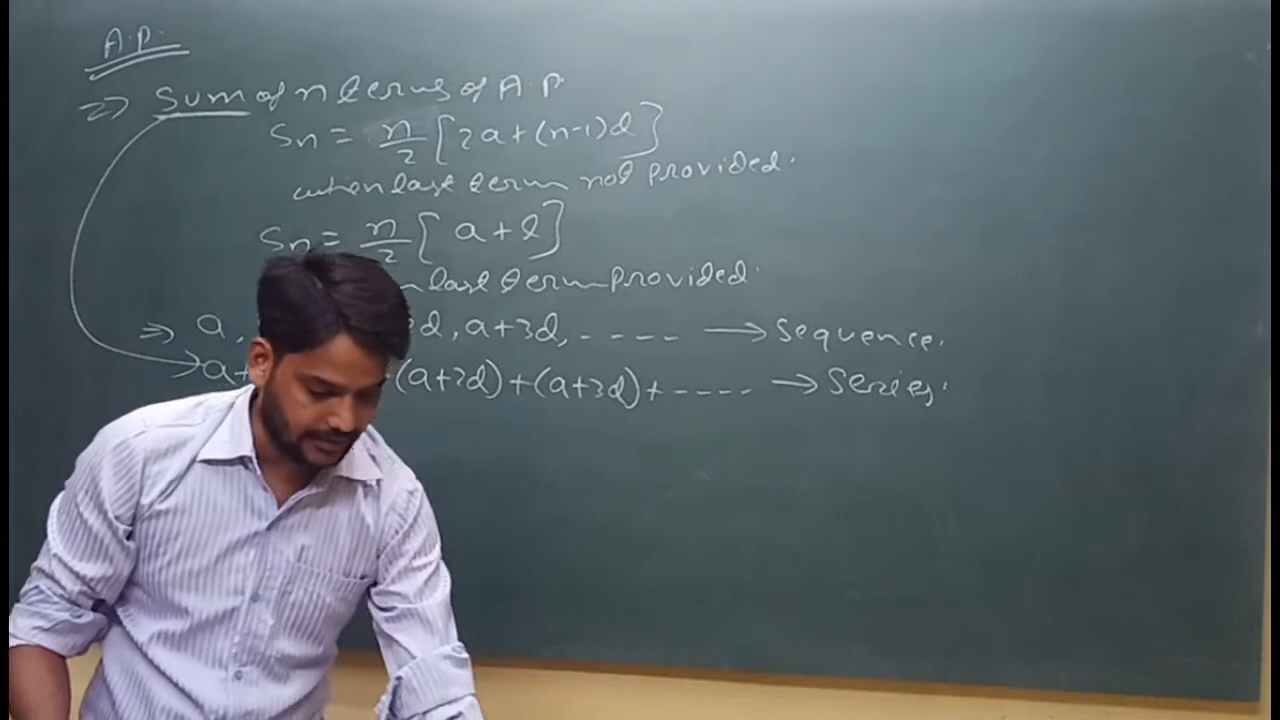 A.P.
=> Sum of n terms of A.P.
Sn = n/2 [2a+(n-1)d]
when last term not provided.
Sn = n/2 [a+l]
last term provided.
=> a, d, a+3d, ---- → Sequence.
a+ (a+2d)+(a+3d)+---- → Series.